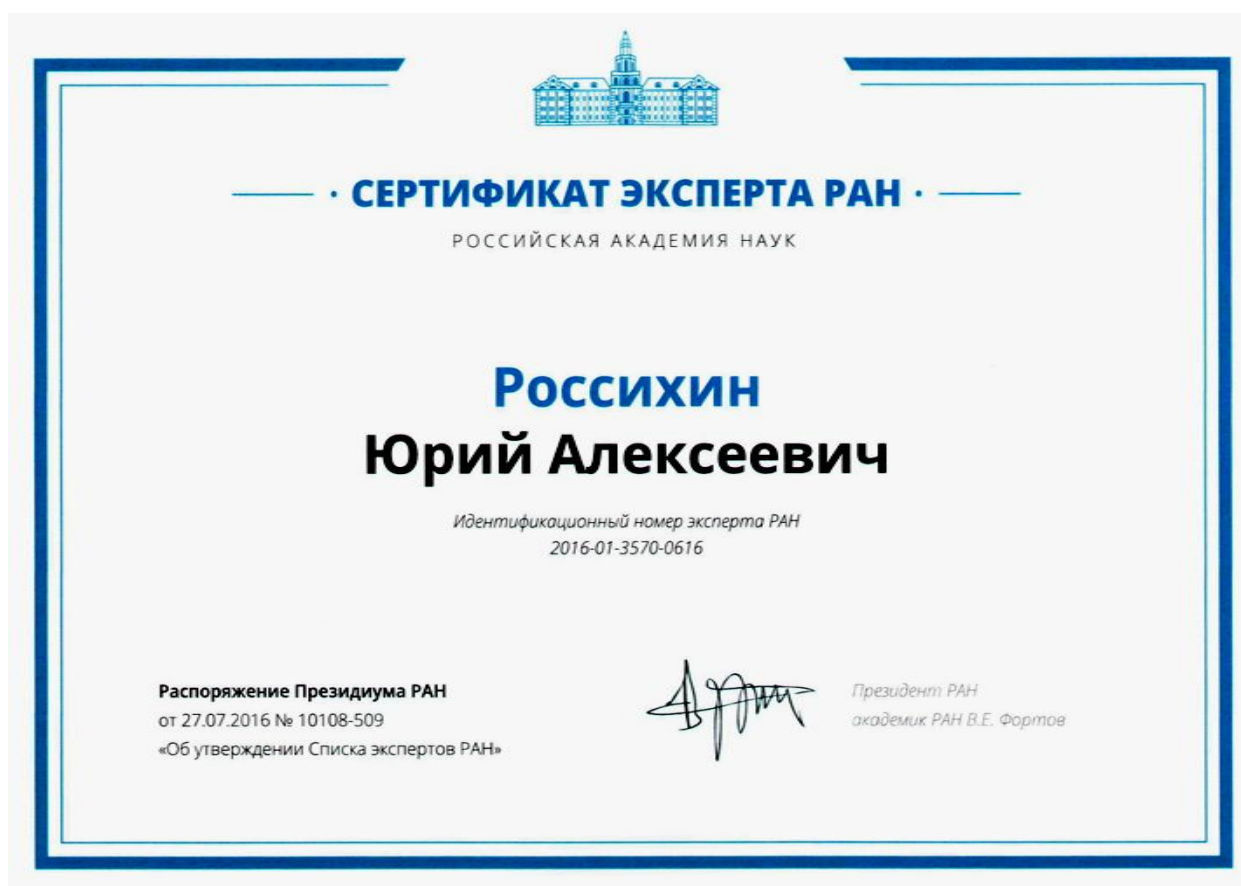 · СЕРТИФИКАТ ЭКСПЕРТА РАН ·
РОССИЙСКАЯ АКАДЕМИЯ НАУК
Россихин
Юрий Алексеевич
Идентификационный номер эксперта РАН
2016-01-3570-0616
Распоряжение Президиума РАН
от 27.07.2016 № 10108-509
«Об утверждении Списка экспертов РАН»
Президент РАН
академик РАН В.Е. Фортов